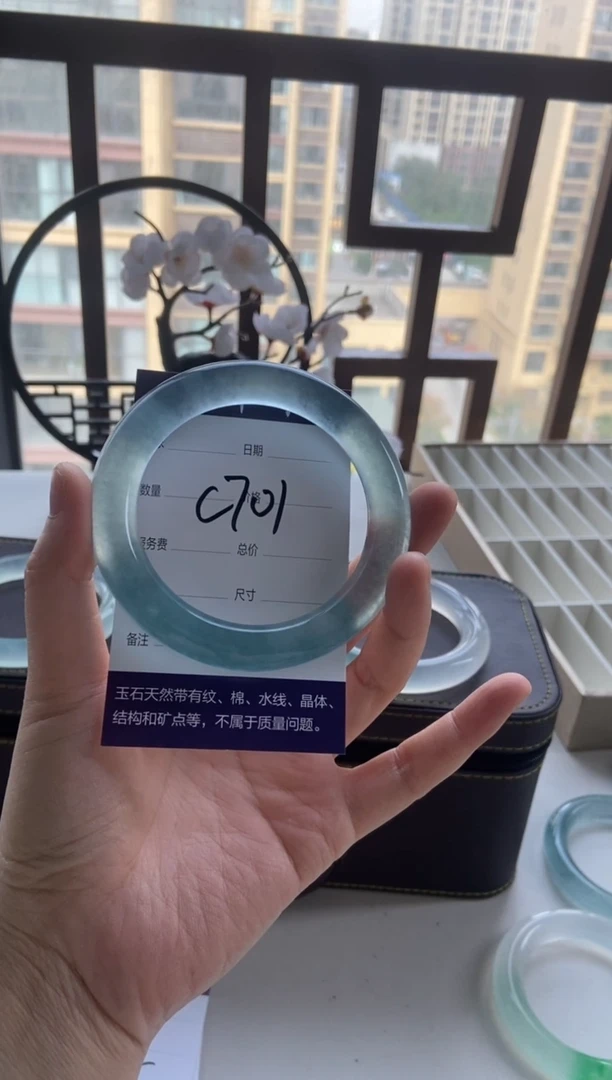 日期
数量
C701
务费
总价
尺寸
备注
玉石天然带有纹、棉、水线、晶体、
结构和矿点等，不属于质量问题。